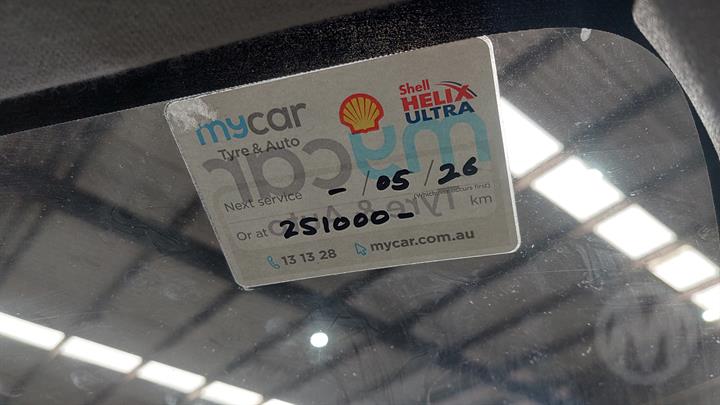 mycar
Tyre & Auto
Shell
HELIX
ULTRA
Next service - / 05 / 26
(Whichever occurs first)
Or at 251000 - km
13 13 28 mycar.com.au
M